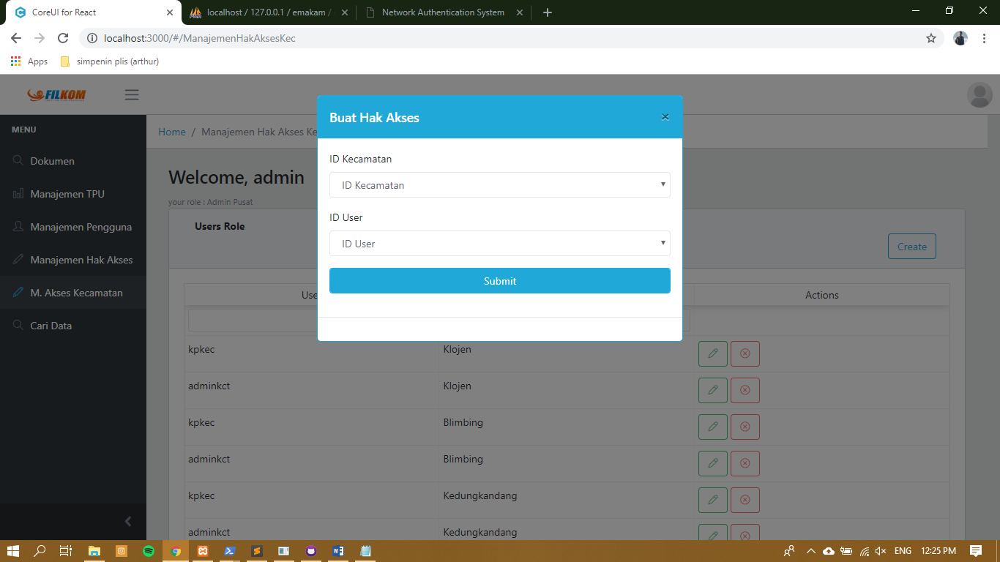 CoreUI for React
localhost / 127.0.0.1 / emakam /
Network Authentication System
localhost:3000/#/ManajemenHakAksesKec
Apps
simpenin plis (arthur)
FILKOM
MENU
Dokumen
Manajemen TPU
Manajemen Pengguna
Manajemen Hak Akses
M. Akses Kecamatan
Cari Data
Home / Manajemen Hak Akses Ke
Welcome, admin
your role : Admin Pusat
Users Role
Create
Buat Hak Akses
ID Kecamatan
ID Kecamatan
ID User
ID User
Submit
Use
Actions
kpkec Klojen
adminkct Klojen
kpkec Blimbing
adminkct Blimbing
kpkec Kedungkandang
adminkct Kedungkandang
ENG 12:25 PM